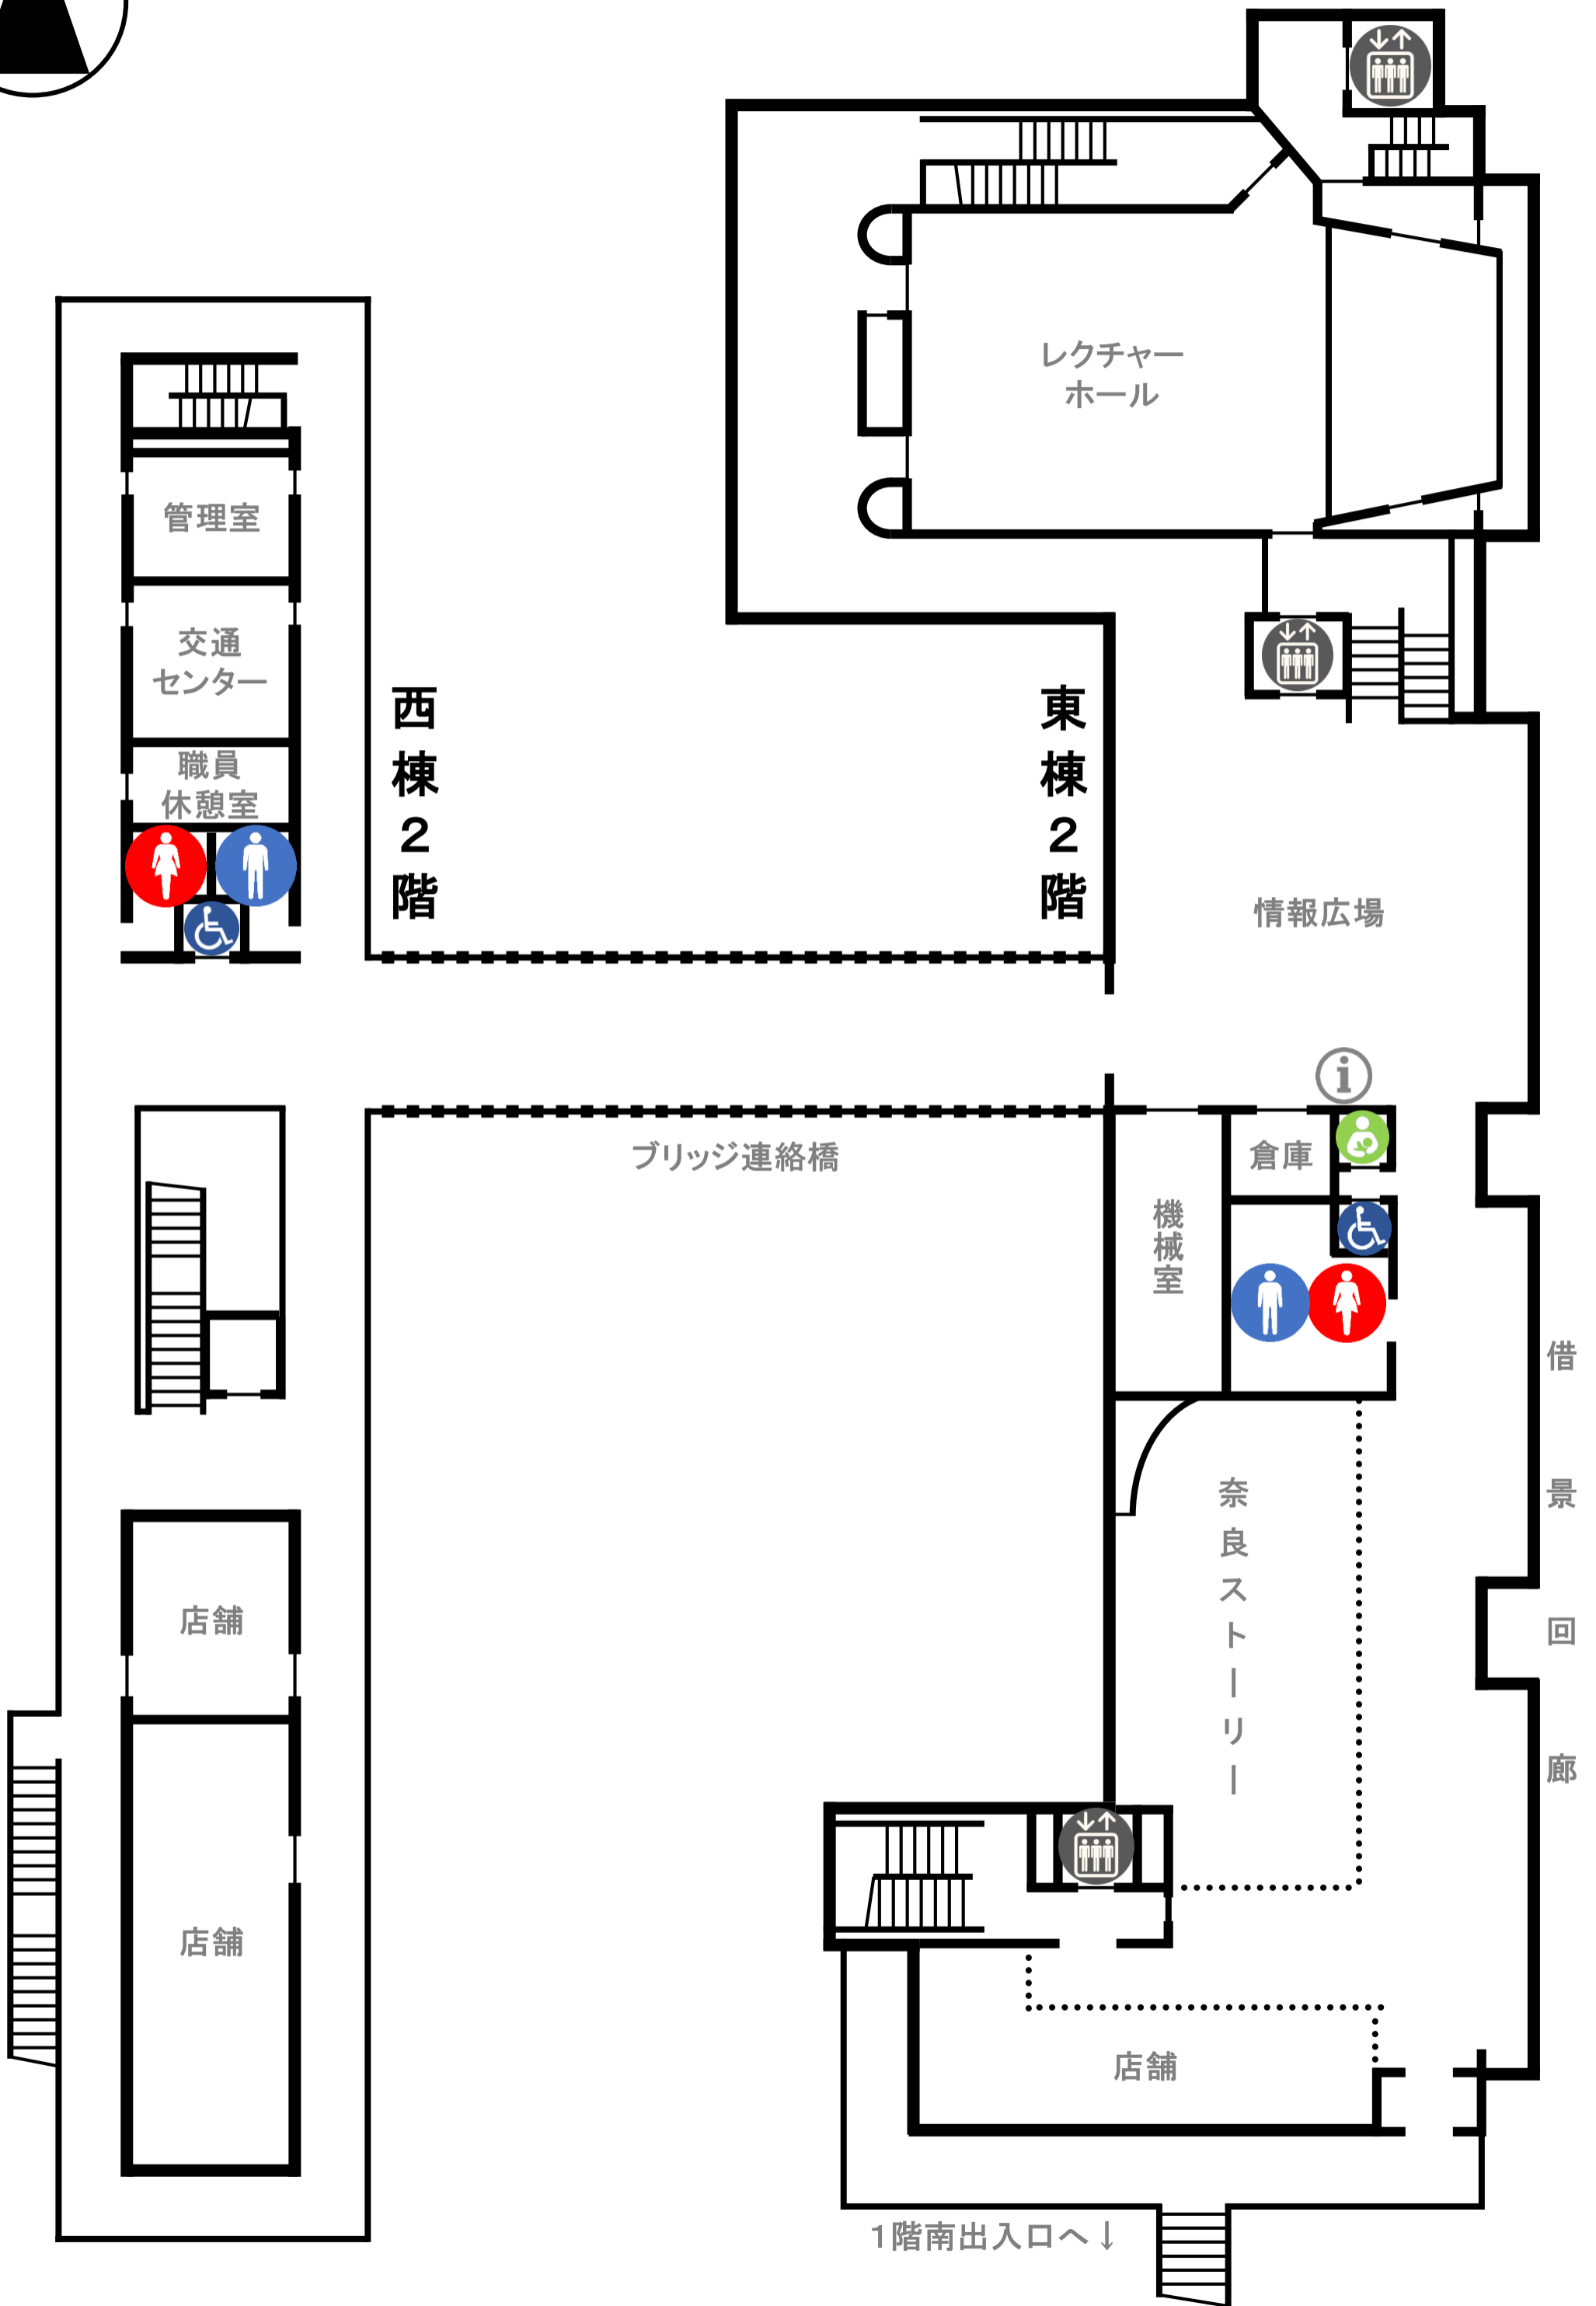 レクチャー
ホール
管理室
交通
センター
職員
休憩室
西棟2階
東棟2階
情報広場
i
ブリッジ連絡橋
倉庫
機械室
借景回廊
奈良ストーリー
店舗
店舗
店舗
1階南出入口へ↓